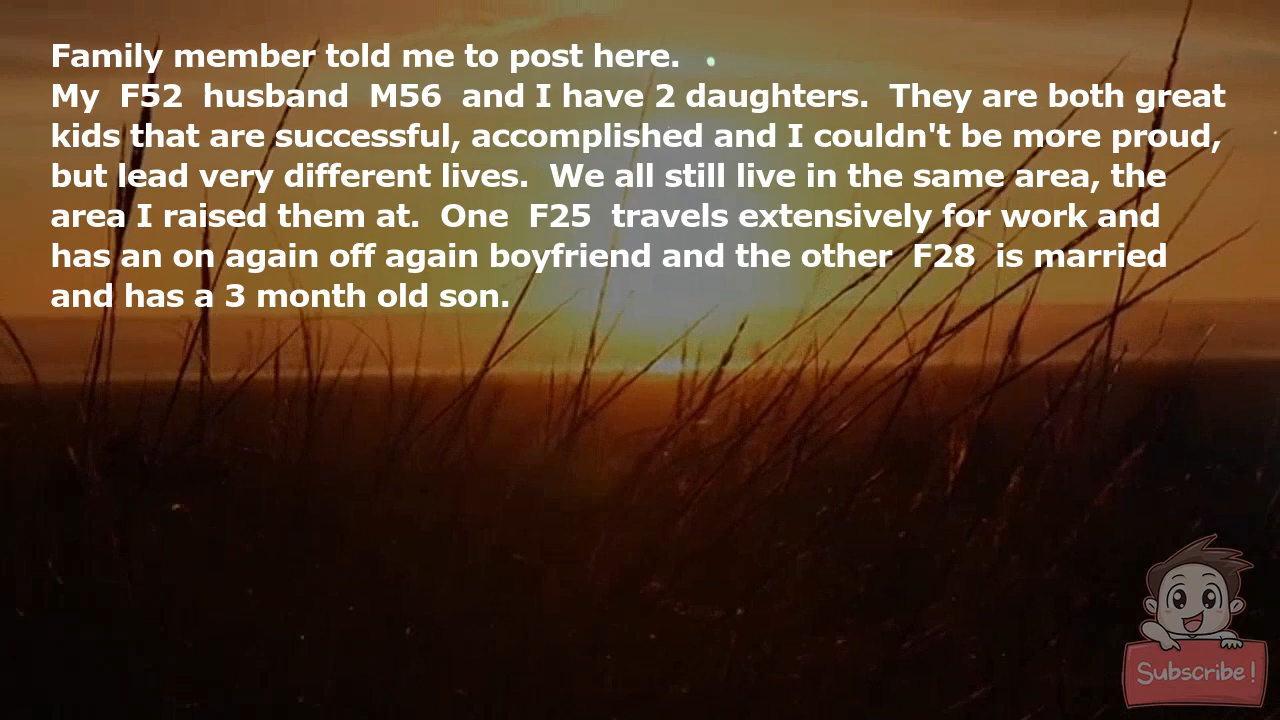 Family member told me to post here.
My  F52  husband  M56  and I have 2 daughters.  They are both great
kids that are successful, accomplished and I couldn't be more proud,
but lead very different lives.  We all still live in the same area, the
area I raised them at.  One  F25  travels extensively for work and
has an on again off again boyfriend and the other  F28  is married
and has a 3 month old son.
Subscribe!